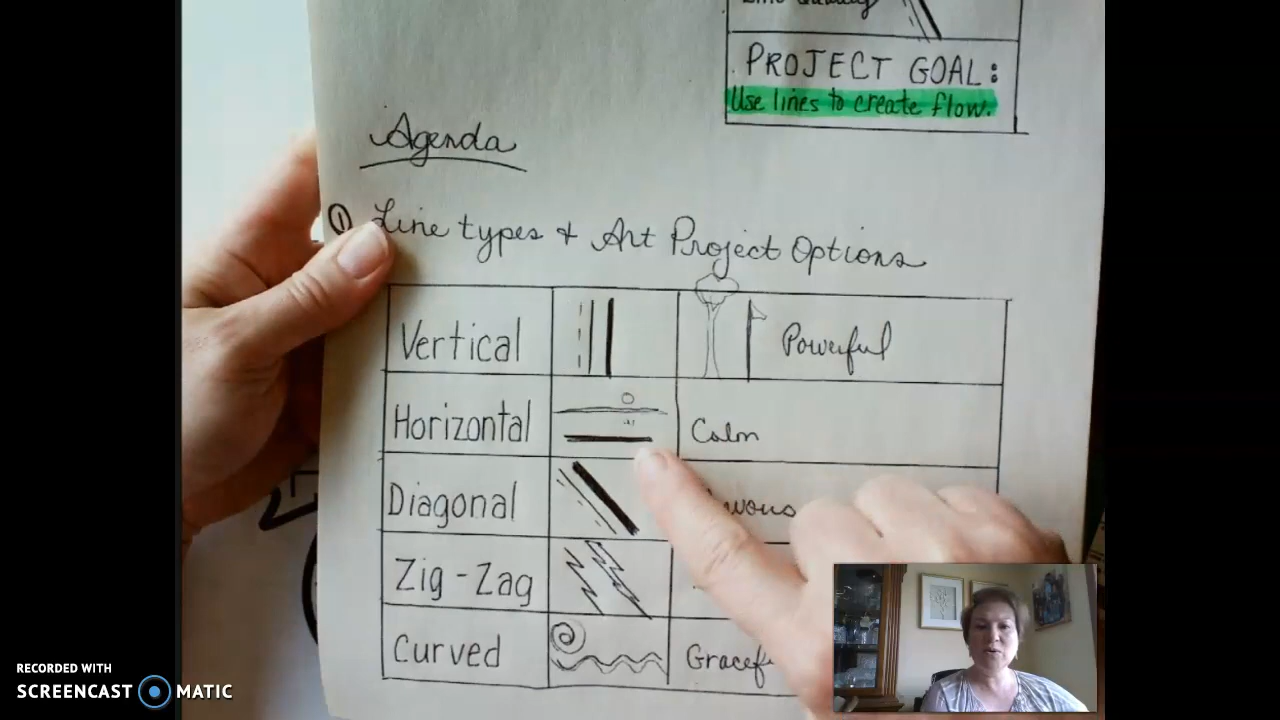 PROJECT GOAL:
Use lines to create flow.
Agenda
① Line types + Art Project Options
Vertical
Powerful
Horizontal
Calm
Diagonal
Zig-Zag
Curved
RECORDED WITH
SCREENCAST MATIC